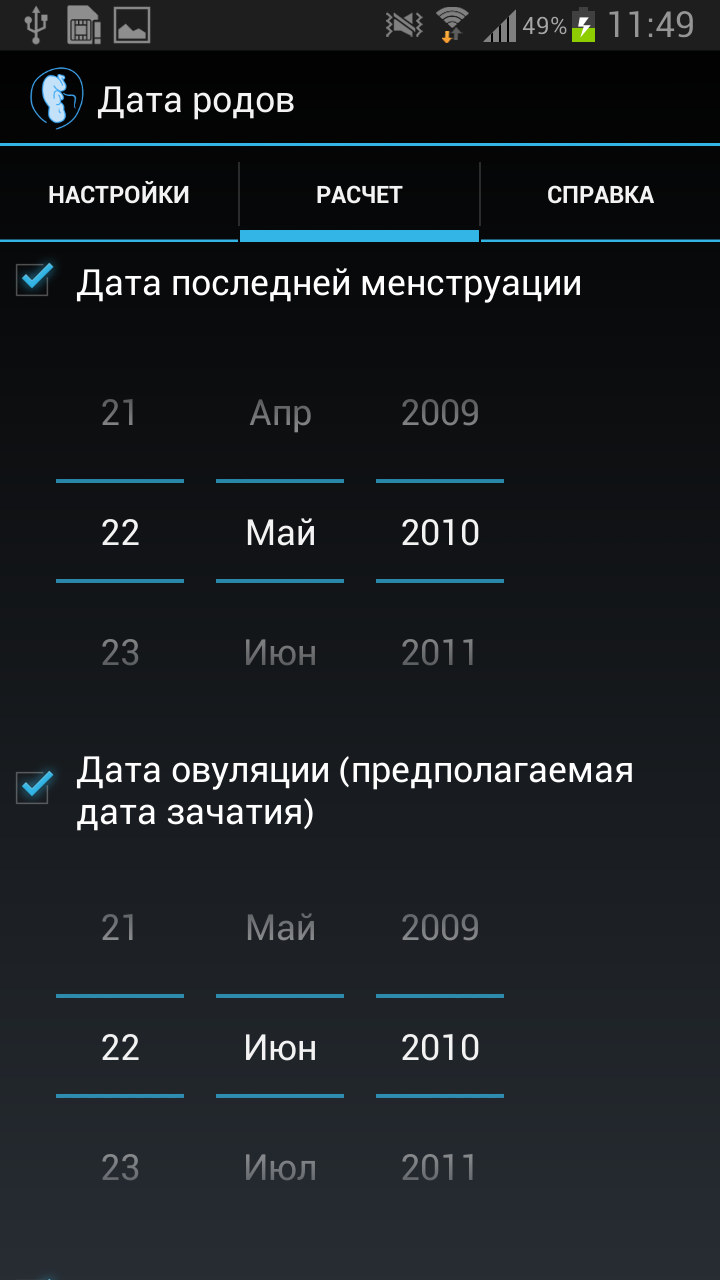 49% 11:49
Дата родов
НАСТРОЙКИ РАСЧЕТ СПРАВКА
Дата последней менструации
21 Апр 2009
22 Май 2010
23 Июн 2011
Дата овуляции (предполагаемая
дата зачатия)
21 Май 2009
22 Июн 2010
23 Июл 2011